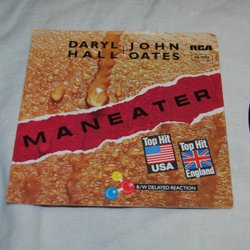 DARYL JOHN
HALL OATES
RCA
MANEATER
Top Hit
USA
Top Hit
England
B/W DELAYED REACTION